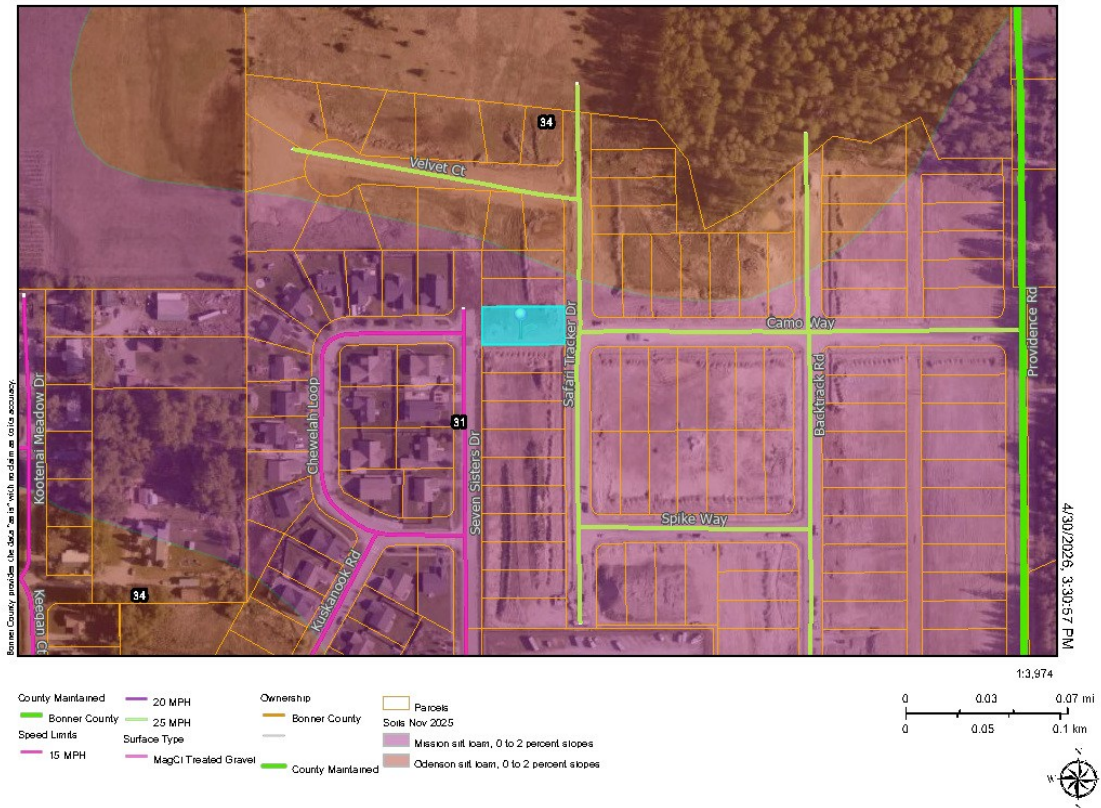 34
Velvet Ct
Safari Tracker Dr
Camo Way
Providence Rd
Backtrack Rd
Kootenai Meadow Dr
Chewelah Loop
31
Seven Sisters Dr
Spike Way
Kuskanook Rd
34
Keegan Ct
Bonner County provides the data "as is" with no claim as to its accuracy.
4/30/2026, 3:30:57 PM
1:3,974
County Maintained
Bonner County
Speed Limits
15 MPH
20 MPH
25 MPH
Surface Type
MagCl Treated Gravel
Ownership
Bonner County
County Maintained
Parcels
Soils Nov 2025
Mission silt loam, 0 to 2 percent slopes
Odenson silt loam, 0 to 2 percent slopes
0 0.03 0.07 mi
0 0.05 0.1 km
W